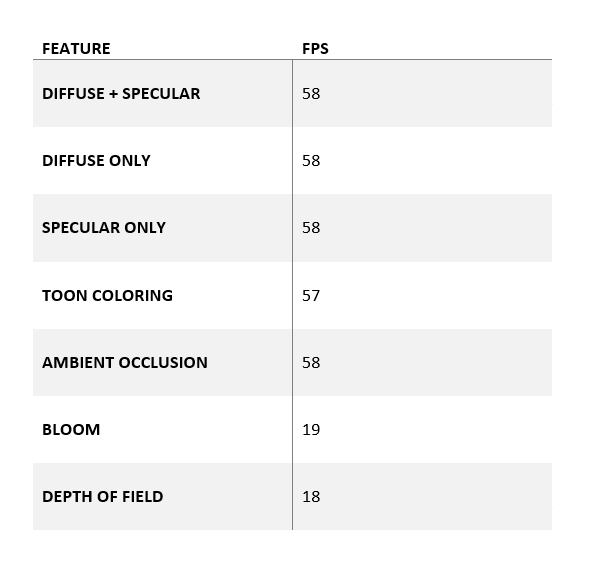 FEATURE FPS
DIFFUSE + SPECULAR 58
DIFFUSE ONLY 58
SPECULAR ONLY 58
TOON COLORING 57
AMBIENT OCCLUSION 58
BLOOM 19
DEPTH OF FIELD 18